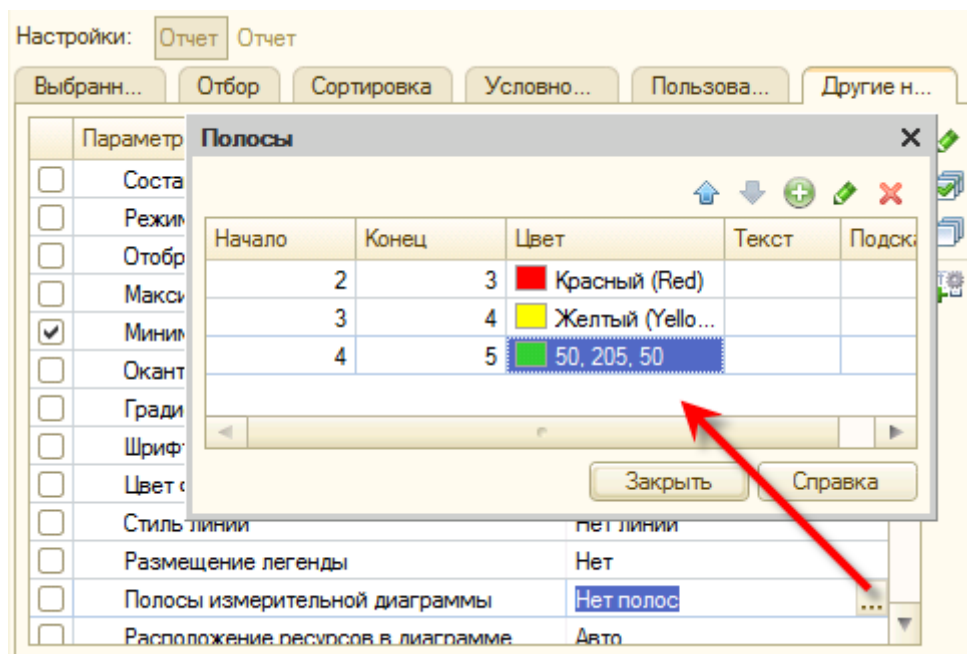 Настройки: Отчет Отчет
Выбранн... Отбор Сортировка Условно... Пользова... Другие н...
Параметр Полосы
Соста
Режим
Начало Конец Цвет Текст Подска
Отобр
2 3 Красный (Red)
Макси
3 4 Желтый (Yello...
Миним
4 5 50, 205, 50
Окант
Гради
Шрифт
Закрыть Справка
Цвет
Стиль линии Нет линии
Размещение легенды Нет
Полосы измерительной диаграммы Нет полос ...
Расположение ресурсов в диаграмме Авто